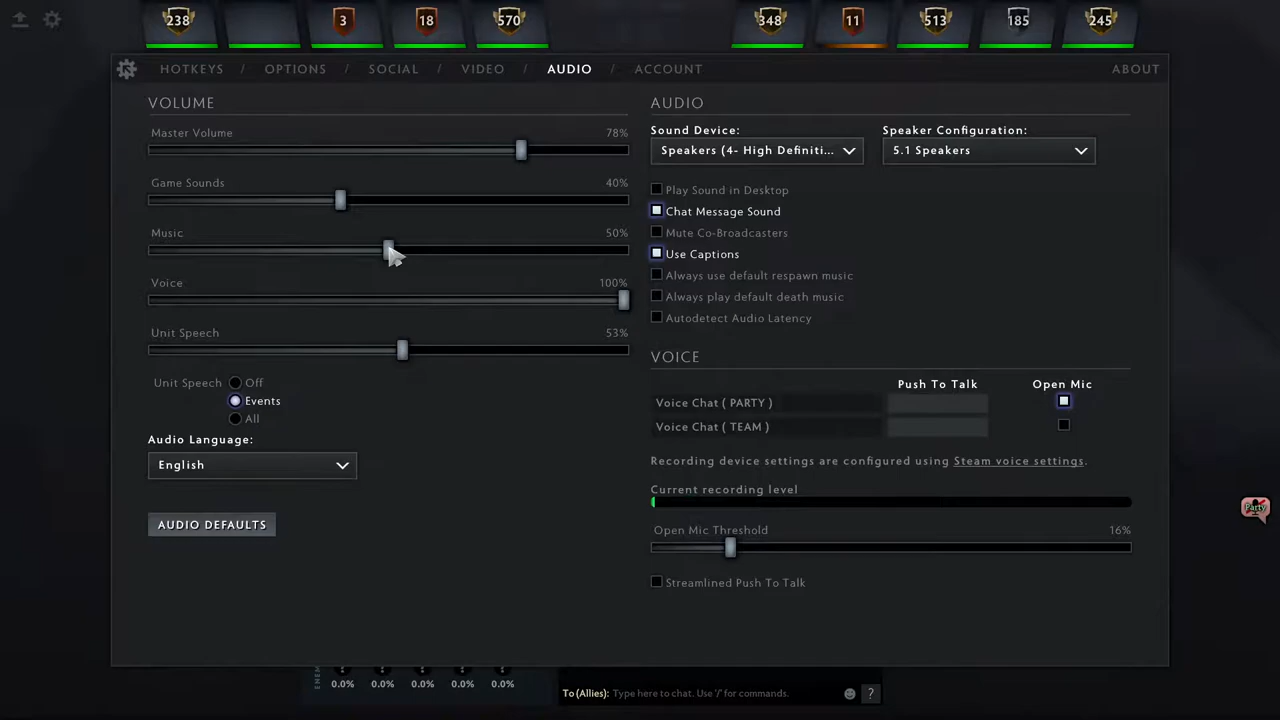 238 3 18 570 348 11 513 185 245
HOTKEYS / OPTIONS / SOCIAL / VIDEO / AUDIO / ACCOUNT ABOUT
VOLUME
Master Volume 78%
Game Sounds 40%
Music 50%
Voice 100%
Unit Speech 53%
Unit Speech Off
Events
All
Audio Language:
English
AUDIO DEFAULTS
AUDIO
Sound Device: Speaker Configuration:
Speakers (4- High Definiti... 5.1 Speakers
Play Sound in Desktop
Chat Message Sound
Mute Co-Broadcasters
Use Captions
Always use default respawn music
Always play default death music
Autodetect Audio Latency
VOICE
Push To Talk Open Mic
Voice Chat ( PARTY )
Voice Chat ( TEAM )
Recording device settings are configured using Steam voice settings.
Current recording level
Open Mic Threshold 16%
Streamlined Push To Talk
Party
ENEM
0.0% 0.0% 0.0% 0.0% 0.0%
To (Allies): Type here to chat. Use '/' for commands. ?